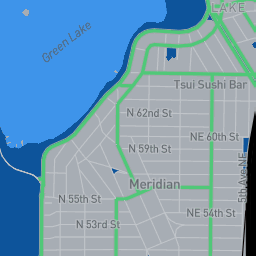 LAKE
Green Lake
Tsui Sushi Bar
N 62nd St
NE 60th St
N 59th St
Meridian
5th Ave NE
N 55th St
NE 54th St
N 53rd St